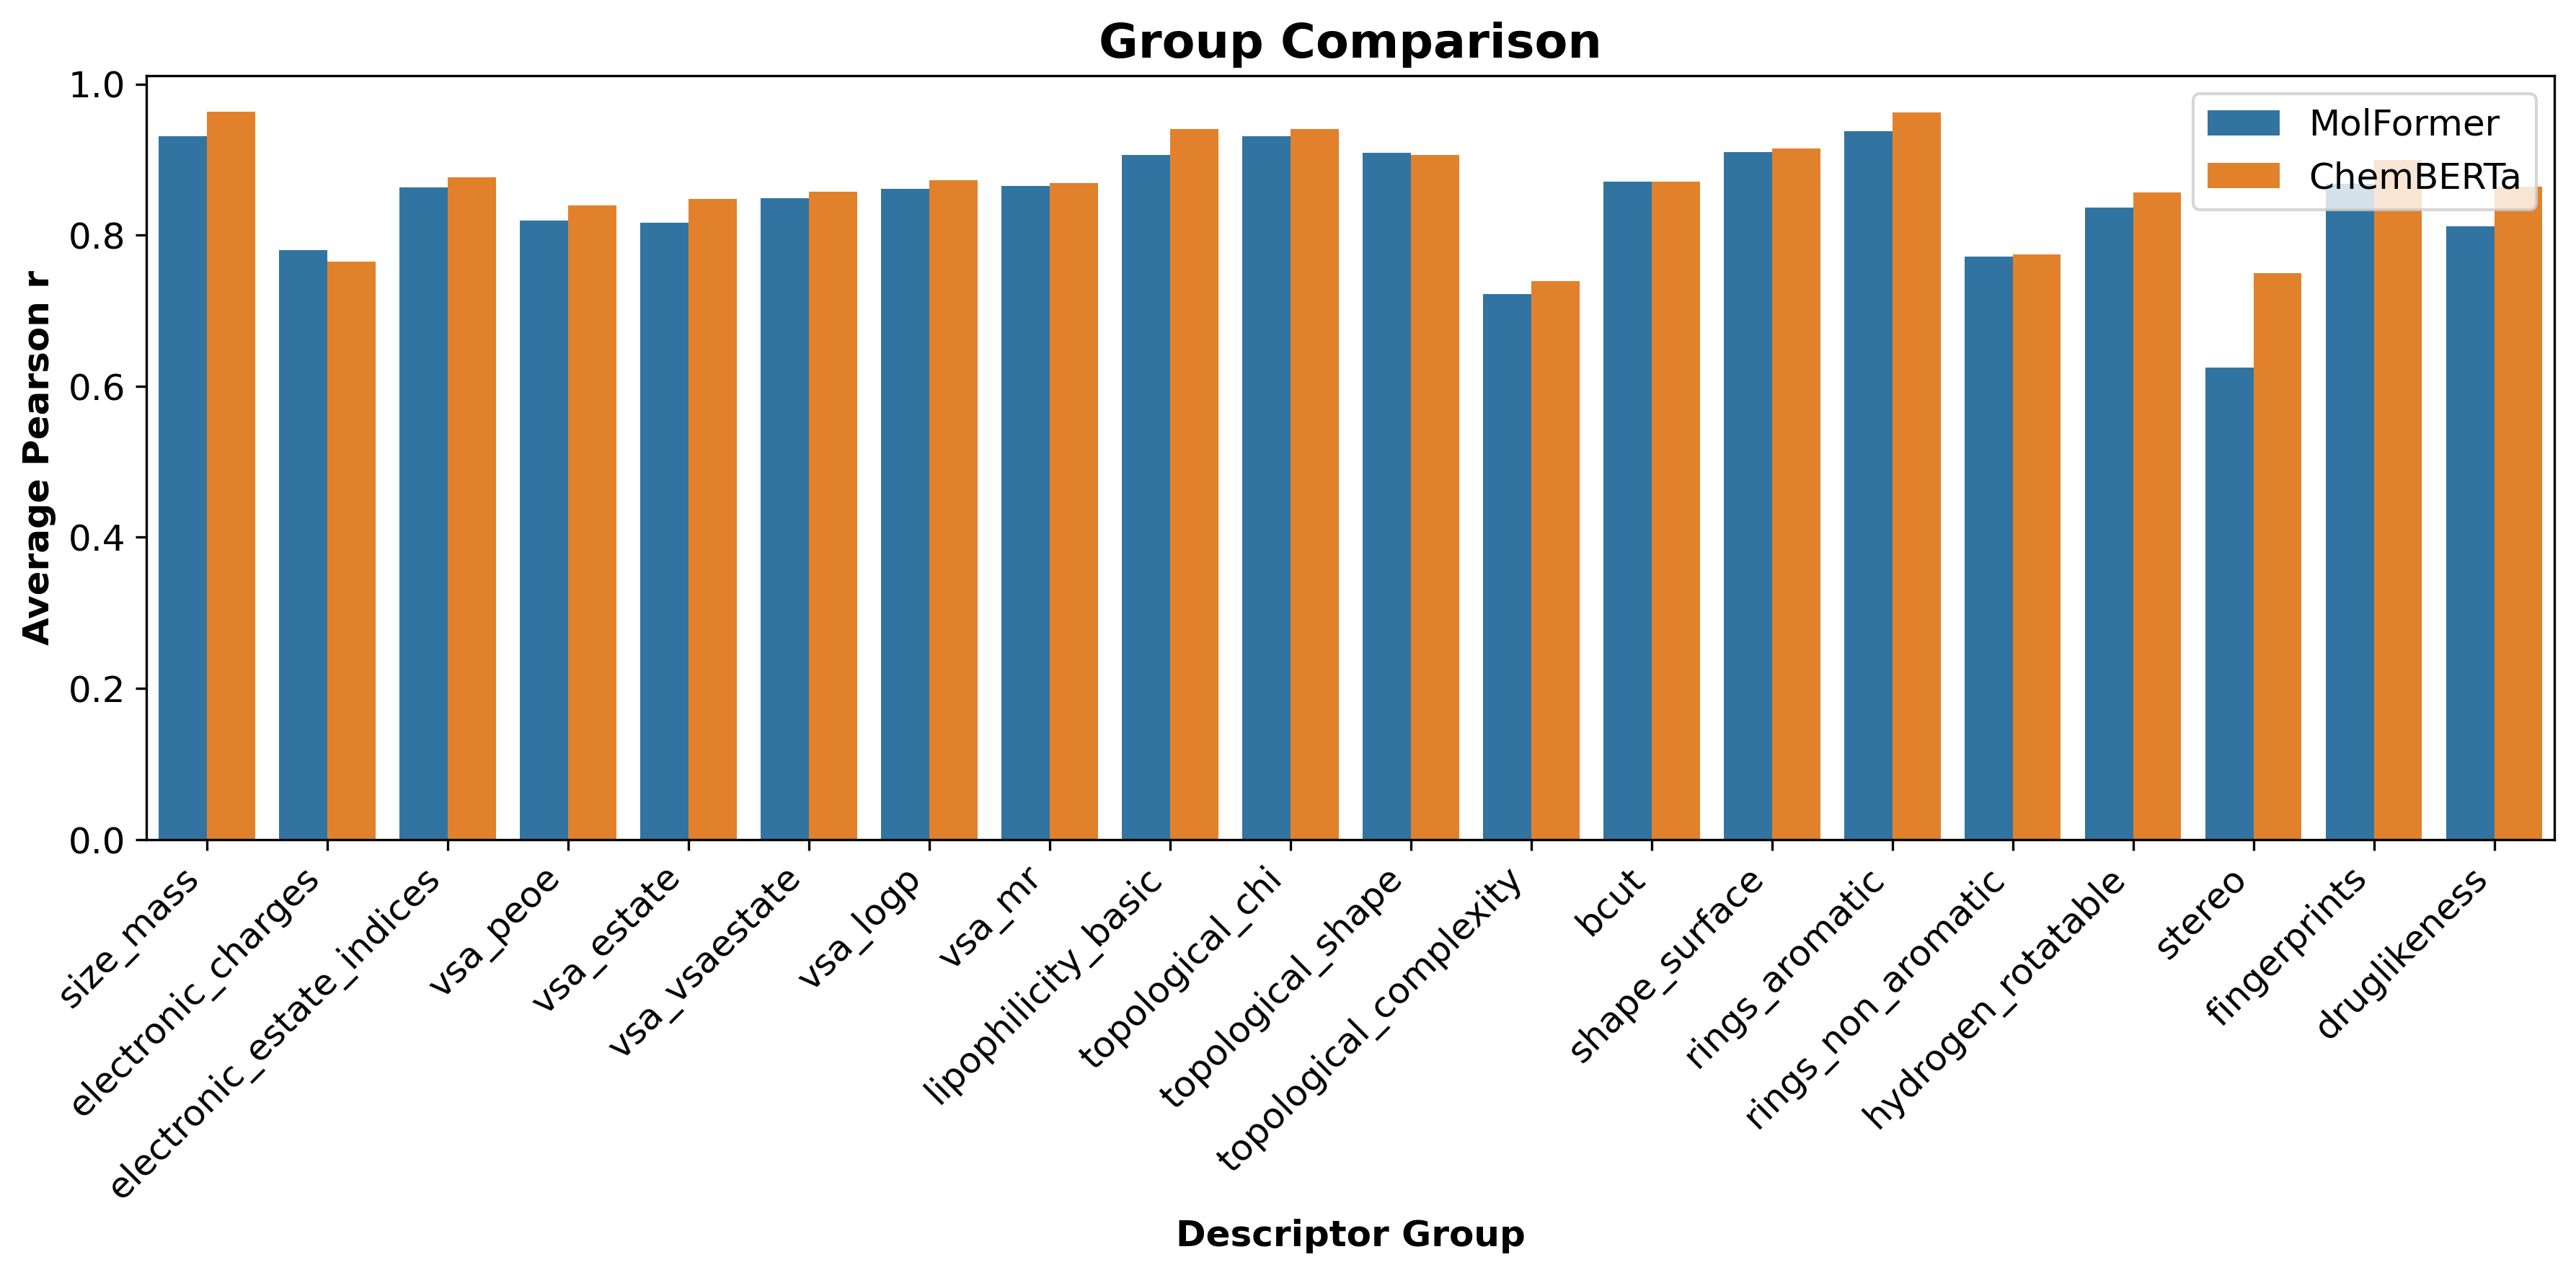 Group Comparison
MolFormer
ChemBERTa
Average Pearson r
1.0
0.8
0.6
0.4
0.2
0.0
size_mass
electronic_charges
electronic_estate_indices
vsa_peoe
vsa_estate
vsa_vsaestate
vsa_logp
vsa_mr
lipophilicity_basic
topological_chi
topological_shape
topological_complexity
bcut
shape_surface
rings_aromatic
rings_non_aromatic
hydrogen_rotatable
stereo
fingerprints
druglikeness
Descriptor Group